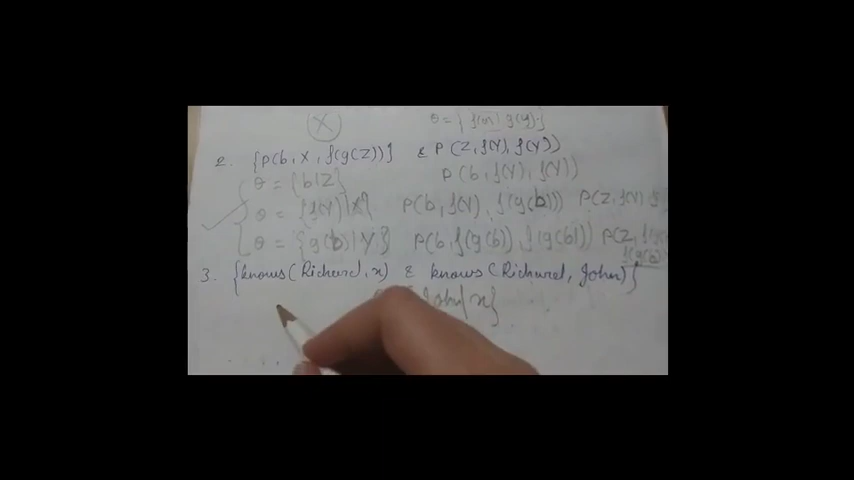 X
θ = { f(x) | g(y) }
2. {P(b, X, f(g(Z))} & P(Z, f(Y), f(Y))
θ = {b|Z} P(b, f(Y), f(Y))
θ = {f(Y)|X} P(b, f(Y), f(g(b))) P(Z, f(Y)
θ = {g(b)|Y} P(b, f(g(b)), f(g(b))) P(Z, f(g
f(g(b))
3. {knows(Richard, x) & knows(Richard, John)}
John|x}